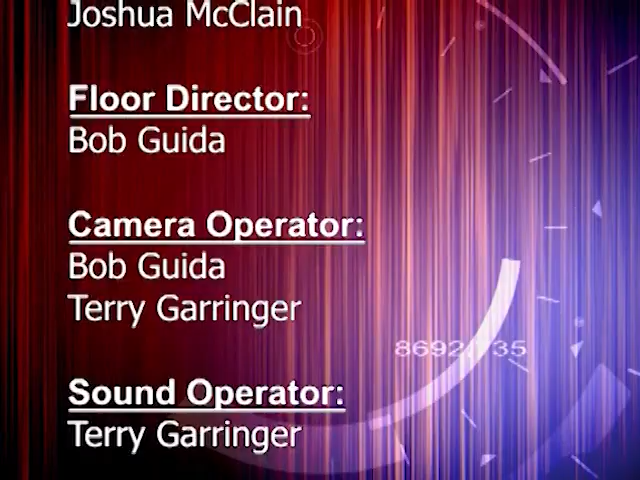 Joshua McClain
Floor Director:
Bob Guida
Camera Operator:
Bob Guida
Terry Garringer
Sound Operator:
Terry Garringer